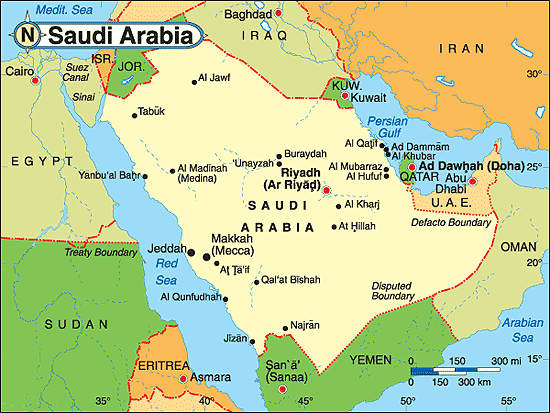 Medit. Sea
N
Saudi Arabia
Baghdad
IRAQ
IRAN
ISR.
JOR.
Cairo
Suez
Canal
Sinai
Al Jawf
KUW.
Kuwait
30°
Tabūk
Persian
Gulf
EGYPT
Al Qaṭīf
Ad Dammām
Al Khubar
Buraydah
'Unayzah
Al Madīnah
(Medina)
Yanbu'al Baḥr
Riyadh
(Ar Riyāḍ)
Al Mubarraz
Al Hufuf
Ad Dawḥah (Doha)
QATAR
Abu
Dhabi
25°
U.A.E.
SAUDI
ARABIA
Al Kharj
Aṭ Ḥillah
Defacto Boundary
OMAN
Jeddah
Makkah
(Mecca)
Treaty Boundary
Red
Sea
Aṭ Ṭā'if
Qal'at Bīshah
20°
Disputed
Boundary
Al Qunfudhah
SUDAN
Arabian
Sea
Najrān
Jīzān
ERITREA
Asmara
Ṣan`ā'
(Sanaa)
YEMEN
0 150 300 mi
0 150 300 km
15°
35°
40°
45°
50°
55°